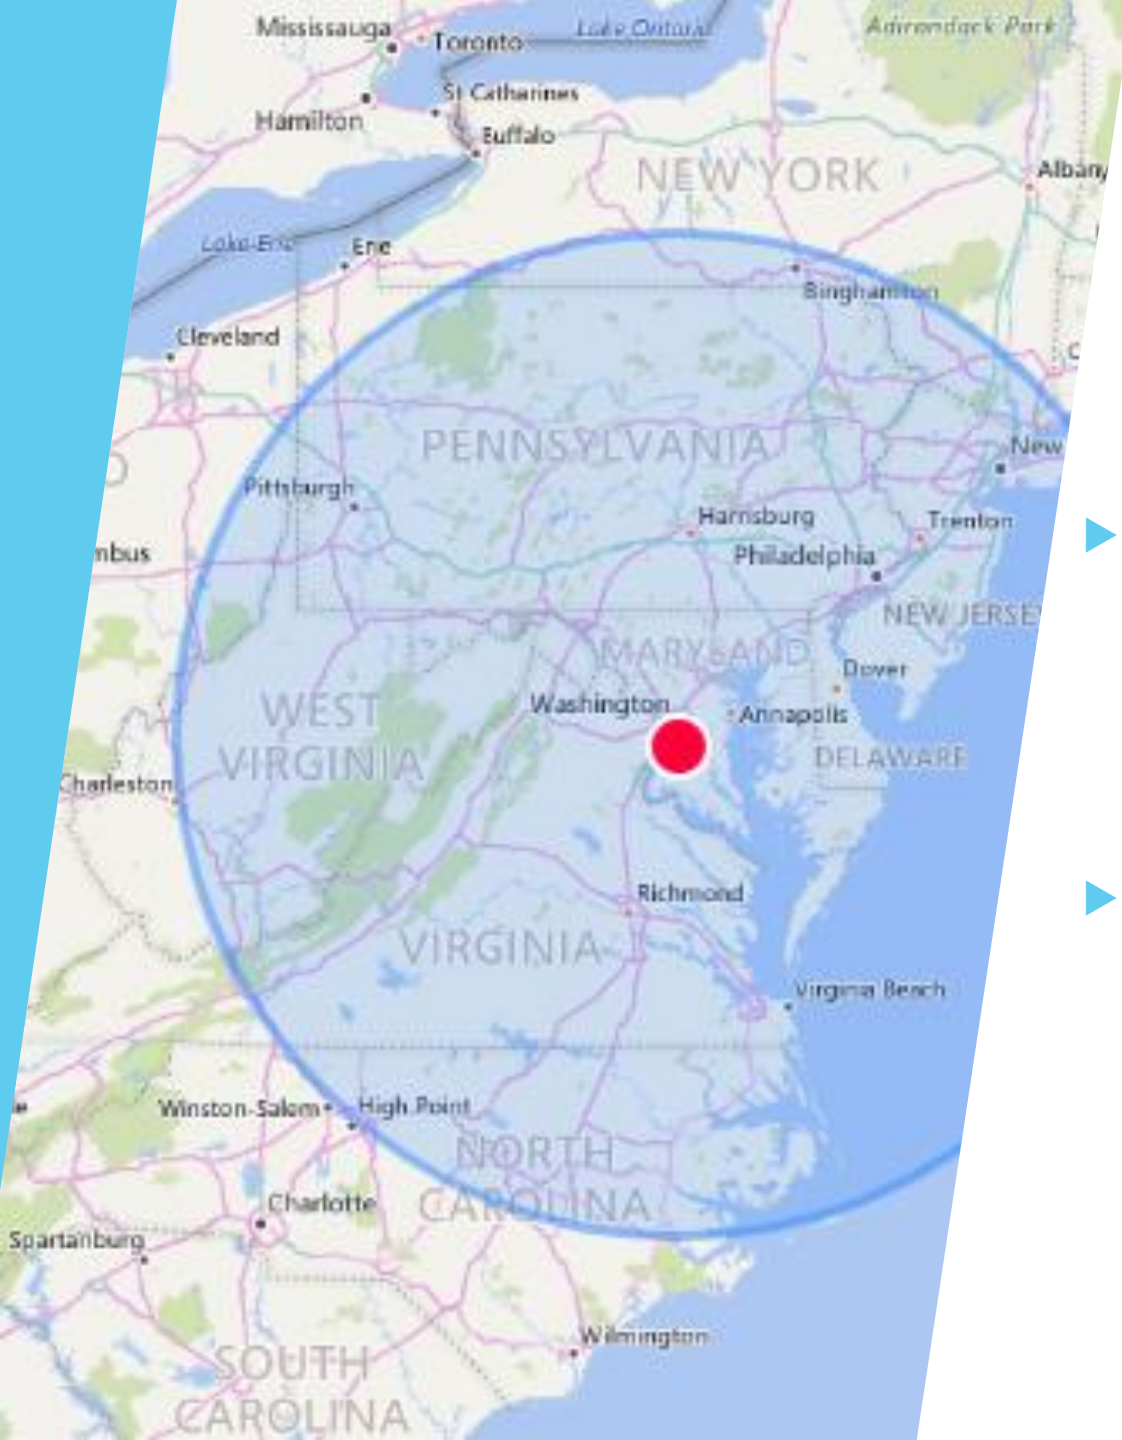 Mississauga
Toronto
Lake Ontario
Adirondack Park
St Catharines
Hamilton
Buffalo
NEW YORK
Albany
Lake Erie
Erie
Binghamton
Cleveland
PENNSYLVANIA
New
Pittsburgh
Harrisburg
Trenton
mbus
Philadelphia
NEW JERSEY
MARYLAND
Dover
WEST
VIRGINIA
Washington
Annapolis
DELAWARE
Charleston
Richmond
VIRGINIA
Virginia Beach
Winston-Salem
High Point
NORTH
CAROLINA
Charlotte
Spartanburg
Wilmington
SOUTH
CAROLINA